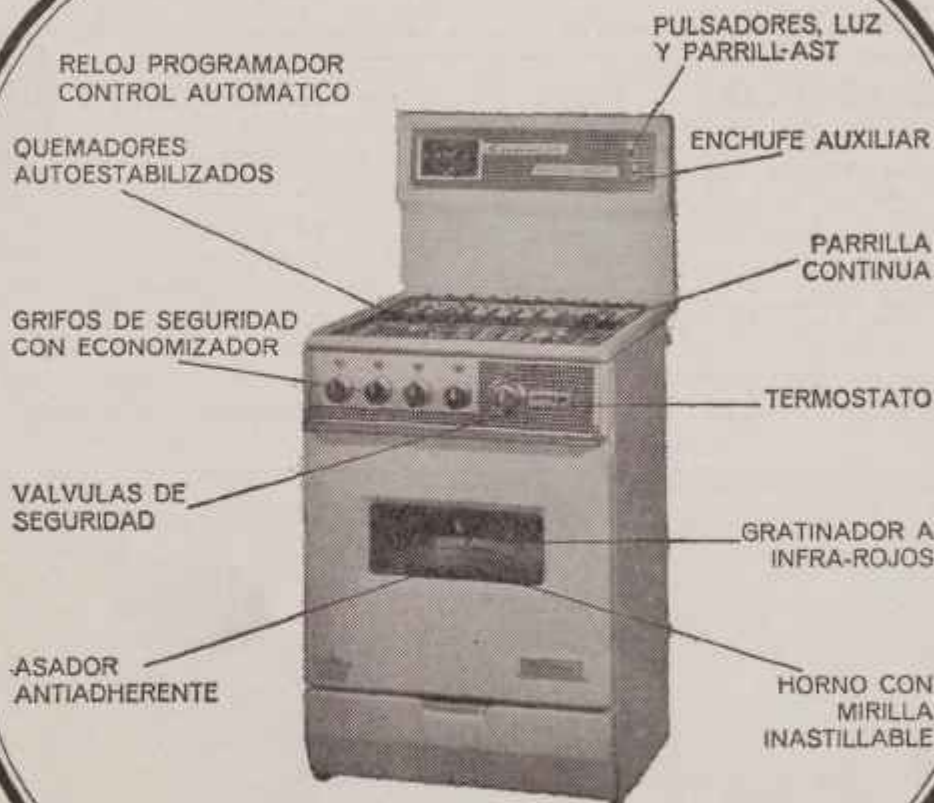 PULSADORES, LUZ
Y PARRILL-AST
RELOJ PROGRAMADOR
CONTROL AUTOMATICO
ENCHUFE AUXILIAR
QUEMADORES
AUTOESTABILIZADOS
PARRILLA
CONTINUA
GRIFOS DE SEGURIDAD
CON ECONOMIZADOR
TERMOSTATO
VALVULAS DE
SEGURIDAD
GRATINADOR A
INFRA-ROJOS
ASADOR
ANTIADHERENTE
HORNO CON
MIRILLA
INASTILLABLE